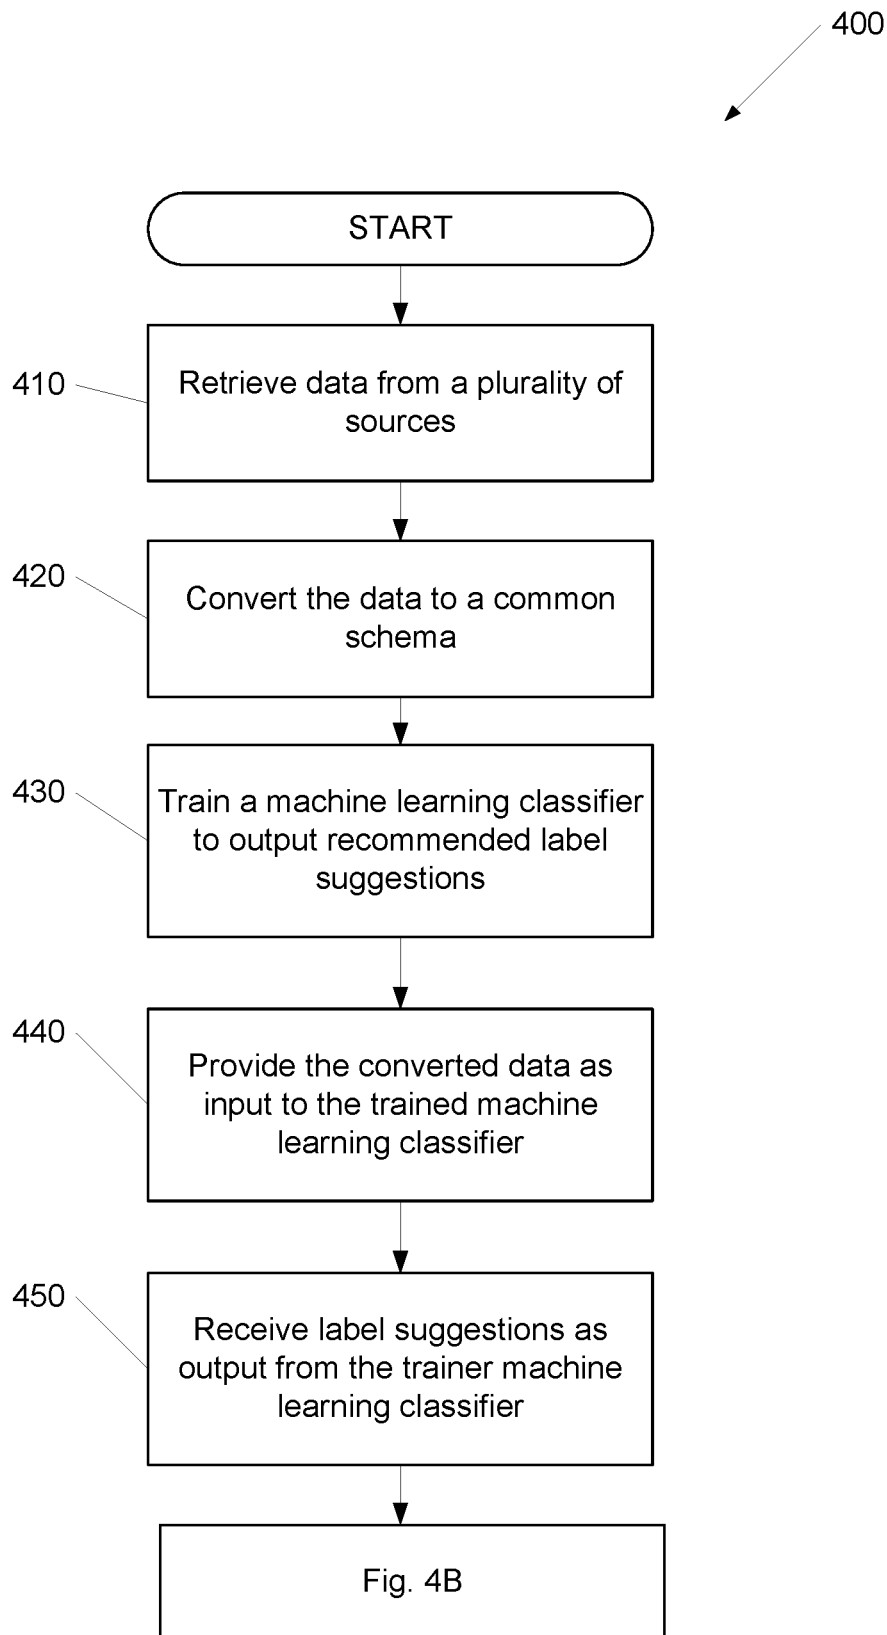 400
START
410
Retrieve data from a plurality of
sources
420
Convert the data to a common
schema
430
Train a machine learning classifier
to output recommended label
suggestions
440
Provide the converted data as
input to the trained machine
learning classifier
450
Receive label suggestions as
output from the trainer machine
learning classifier
Fig. 4B